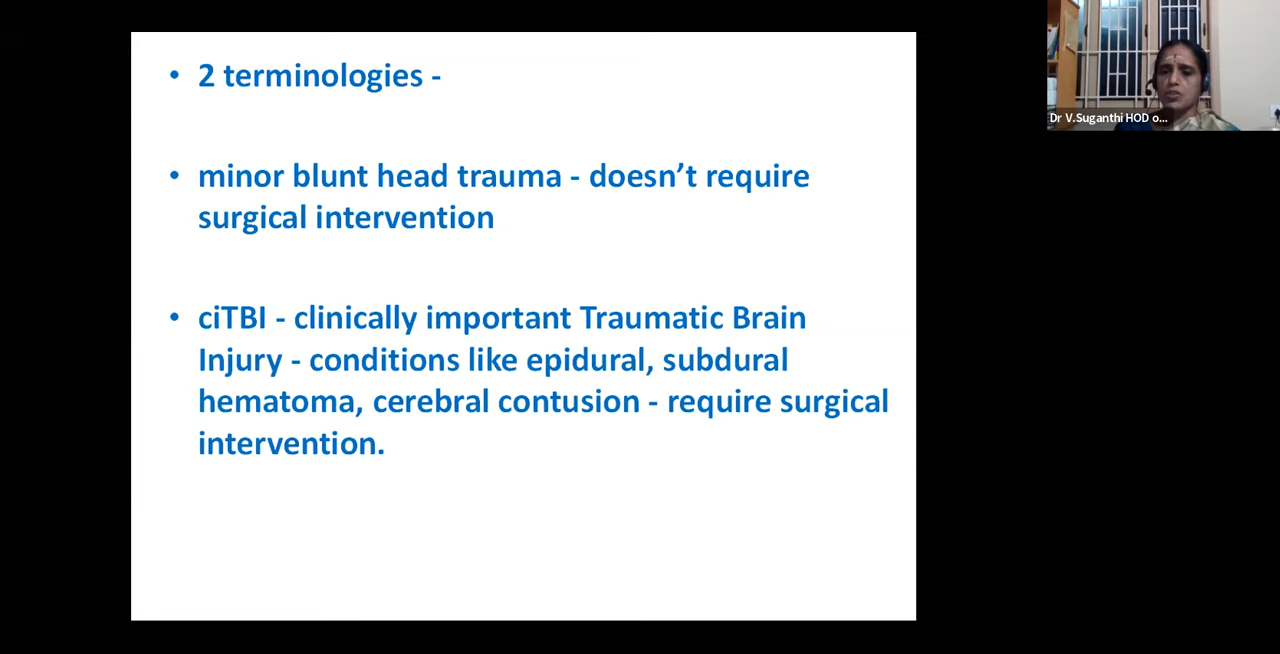 • 2 terminologies -
• minor blunt head trauma - doesn’t require
surgical intervention
• ciTBI - clinically important Traumatic Brain
Injury - conditions like epidural, subdural
hematoma, cerebral contusion - require surgical
intervention.
Dr V.Suganthi HOD o...